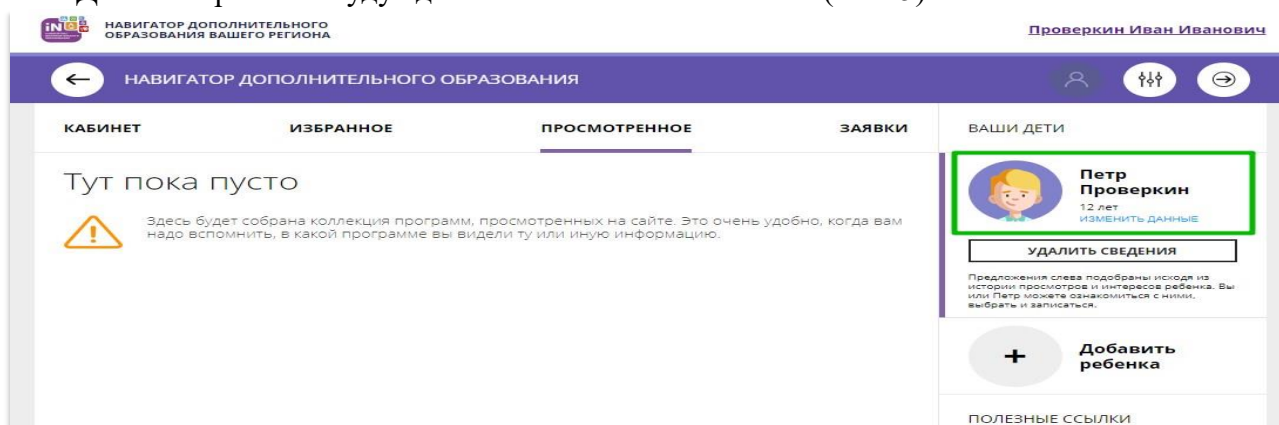 НАВИГАТОР ДОПОЛНИТЕЛЬНОГО
ОБРАЗОВАНИЯ ВАШЕГО РЕГИОНА
Проверкин Иван Иванович
НАВИГАТОР ДОПОЛНИТЕЛЬНОГО ОБРАЗОВАНИЯ
КАБИНЕТ ИЗБРАННОЕ ПРОСМОТРЕННОЕ ЗАЯВКИ
ВАШИ ДЕТИ
Тут пока пусто
Здесь будет собрана коллекция программ, просмотренных на сайте. Это очень удобно, когда вам
надо вспомнить, в какой программе вы видели ту или иную информацию.
Петр
Проверкин
12 лет
ИЗМЕНИТЬ ДАННЫЕ
УДАЛИТЬ СВЕДЕНИЯ
Предложения слева подобраны исходя из
истории просмотров и интересов ребенка. Вы
или Петр можете ознакомиться с ними,
выбрать и записаться.
+ Добавить
ребенка
ПОЛЕЗНЫЕ ССЫЛКИ